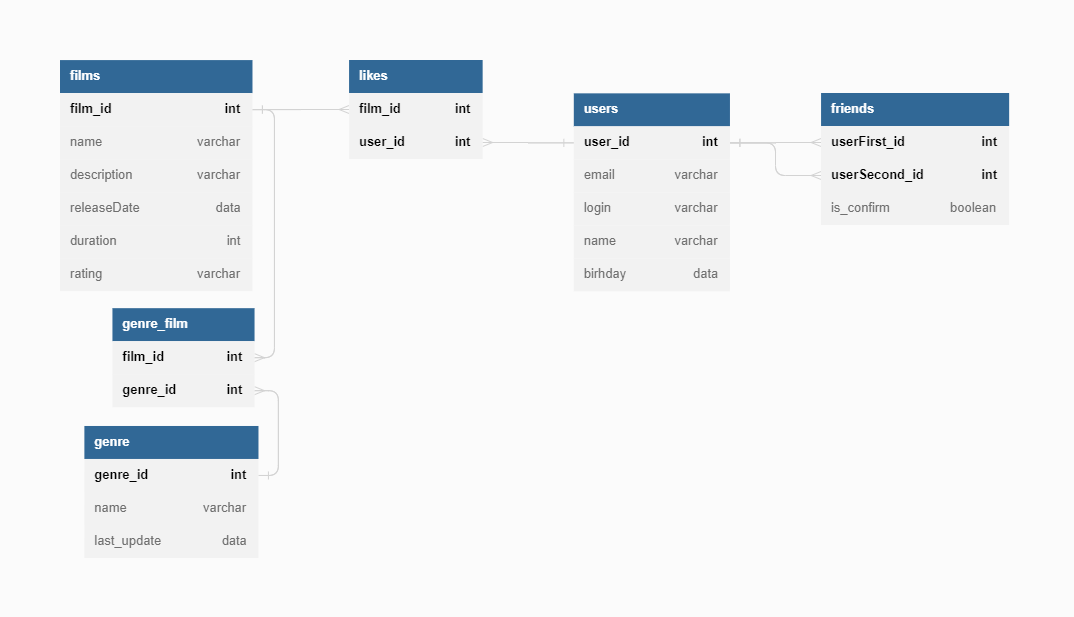 films
film_id int
name varchar
description varchar
releaseDate data
duration int
rating varchar
likes
film_id int
user_id int
users
user_id int
email varchar
login varchar
name varchar
birhday data
friends
userFirst_id int
userSecond_id int
is_confirm boolean
genre_film
film_id int
genre_id int
genre
genre_id int
name varchar
last_update data